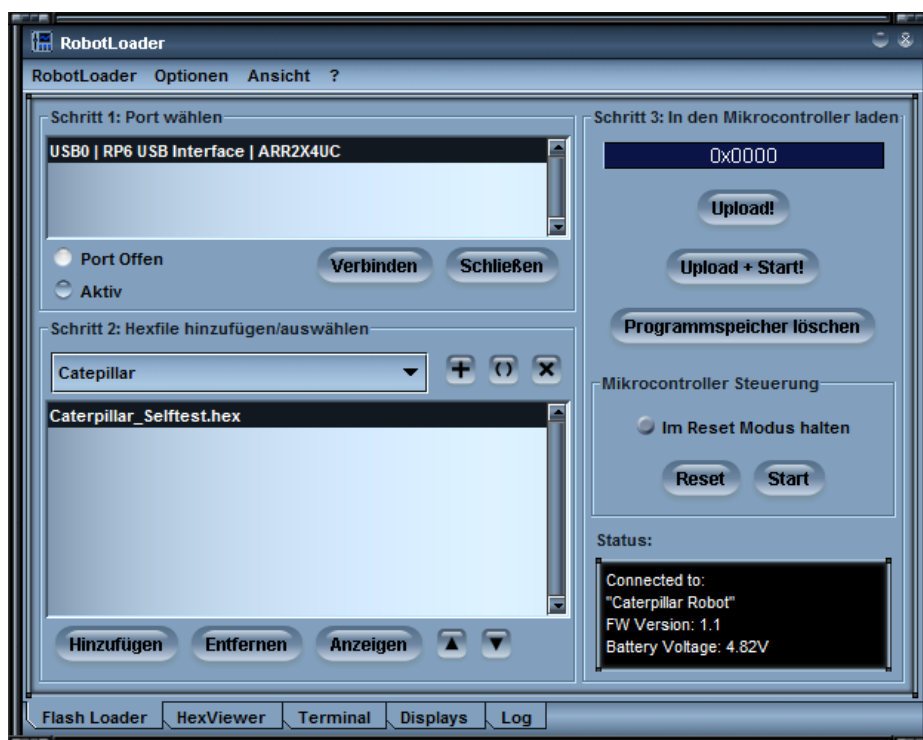 RobotLoader
RobotLoader Optionen Ansicht ?
Schritt 1: Port wählen
USB0 | RP6 USB Interface | ARR2X4UC
Port Offen
Aktiv
Verbinden
Schließen
Schritt 2: Hexfile hinzufügen/auswählen
Catepillar
Caterpillar_Selftest.hex
Hinzufügen
Entfernen
Anzeigen
Schritt 3: In den Mikrocontroller laden
0x0000
Upload!
Upload + Start!
Programmspeicher löschen
Mikrocontroller Steuerung
Im Reset Modus halten
Reset
Start
Status:
Connected to:
"Caterpillar Robot"
FW Version: 1.1
Battery Voltage: 4.82V
Flash Loader HexViewer Terminal Displays Log